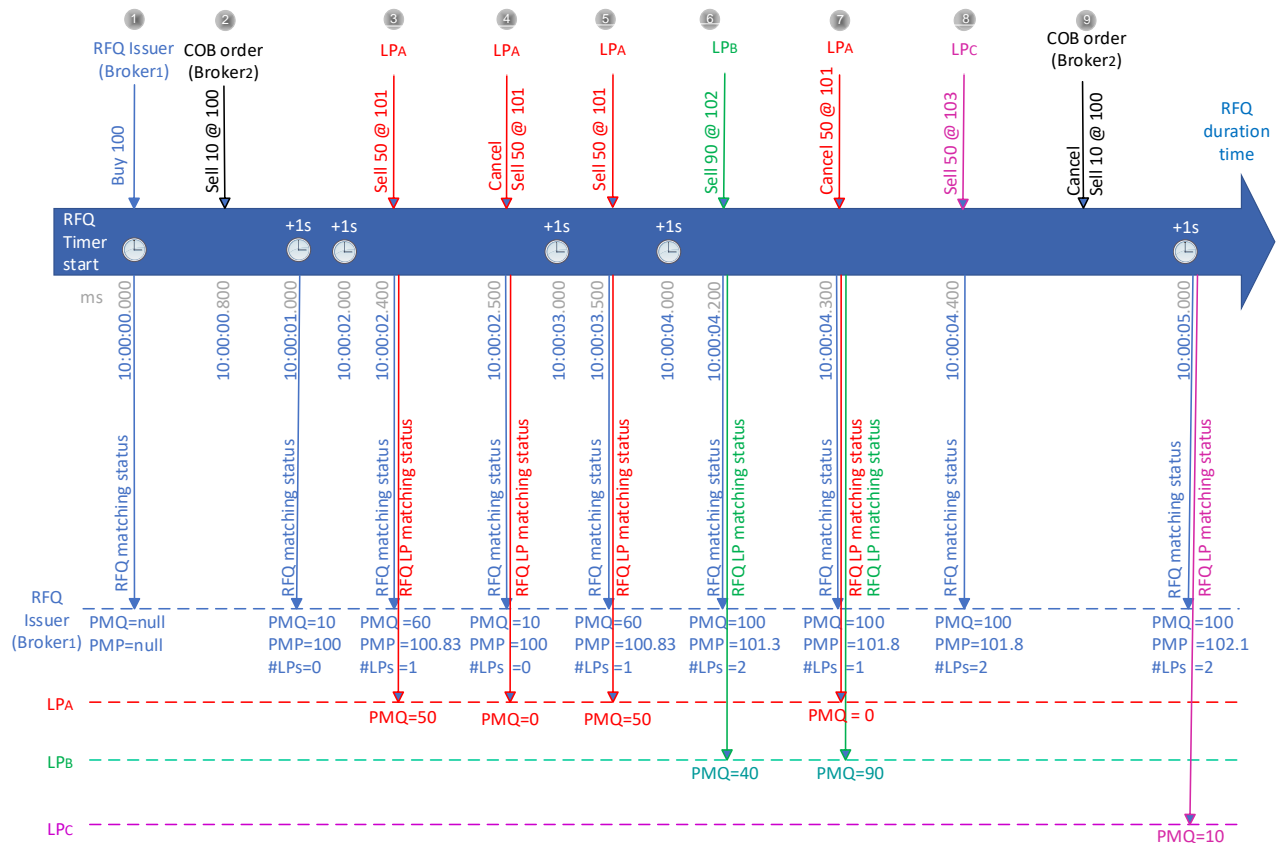 1
2
3
4
5
6
7
8
9
RFQ Issuer
(Broker1)
COB order
(Broker2)
LPA
LPA
LPA
LPB
LPA
LPC
COB order
(Broker2)
Buy 100
Sell 10 @ 100
Sell 50 @ 101
Cancel
Sell 50 @ 101
Sell 50 @ 101
Sell 90 @ 102
Cancel 50 @ 101
Sell 50 @ 103
Cancel
Sell 10 @ 100
RFQ
duration
time
RFQ
Timer
start
+1s
+1s
+1s
+1s
+1s
ms
10:00:00.000
10:00:00.800
10:00:01.000
10:00:02.000
10:00:02.400
10:00:02.500
10:00:03.000
10:00:03.500
10:00:04.000
10:00:04.200
10:00:04.300
10:00:04.400
10:00:05.000
RFQ matching status
RFQ matching status
RFQ matching status
RFQ LP matching status
RFQ matching status
RFQ LP matching status
RFQ matching status
RFQ LP matching status
RFQ matching status
RFQ LP matching status
RFQ matching status
RFQ LP matching status
RFQ LP matching status
RFQ matching status
RFQ matching status
RFQ LP matching status
RFQ
Issuer
(Broker1)
PMQ=null
PMP=null
PMQ=10
PMP=100
#LPs=0
PMQ=60
PMP=100.83
#LPs =1
PMQ=10
PMP=100
#LPs =0
PMQ=60
PMP=100.83
#LPs =1
PMQ=100
PMP=101.3
#LPs =2
PMQ=100
PMP=101.8
#LPs =1
PMQ=100
PMP=101.8
#LPs=2
PMQ=100
PMP=102.1
#LPs =2
LPA
PMQ=50
PMQ=0
PMQ=50
PMQ = 0
LPB
PMQ=40
PMQ=90
LPC
PMQ=10